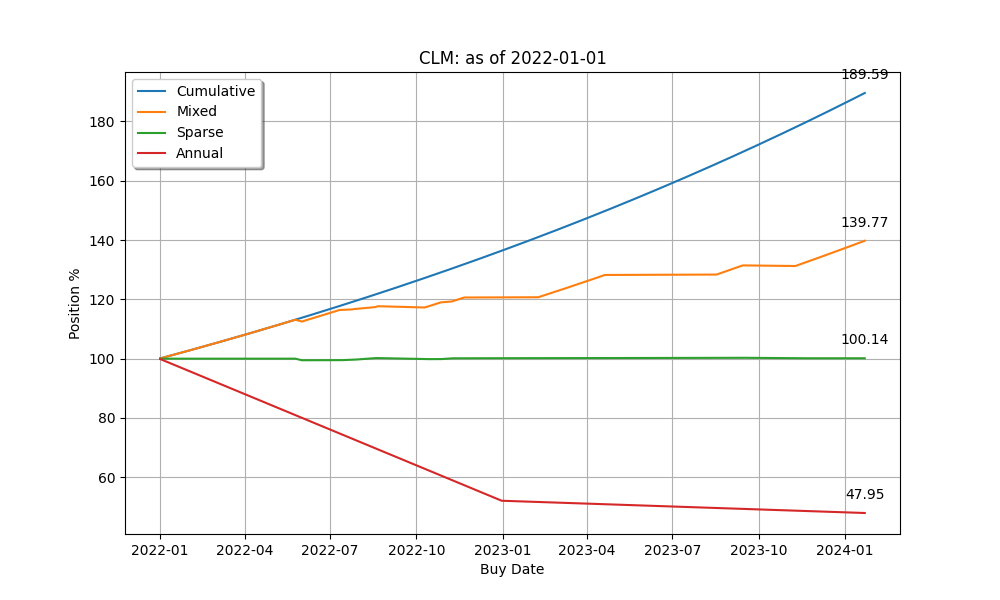 CLM: as of 2022-01-01
189.59
Cumulative
Mixed
Sparse
Annual
180
160
140
120
100
80
60
139.77
100.14
47.95
Position %
2022-01 2022-04 2022-07 2022-10 2023-01 2023-04 2023-07 2023-10 2024-01
Buy Date